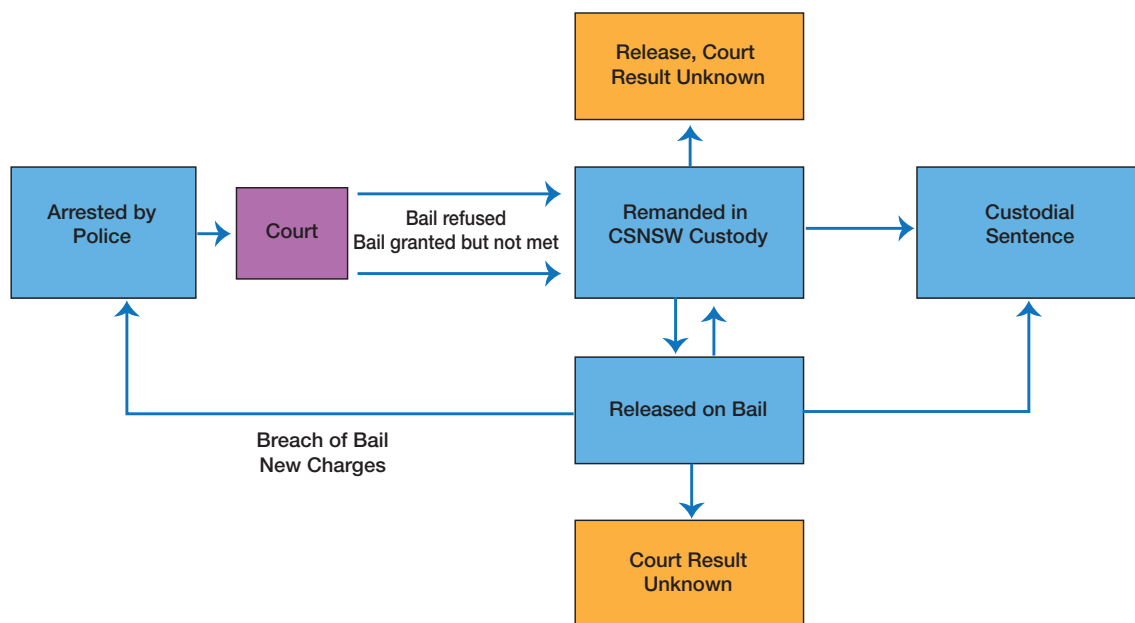 Release, Court
Result Unknown
Arrested by
Police
Court
Bail refused
Bail granted but not met
Remanded in
CSNSW Custody
Custodial
Sentence
Released on Bail
Breach of Bail
New Charges
Court Result
Unknown